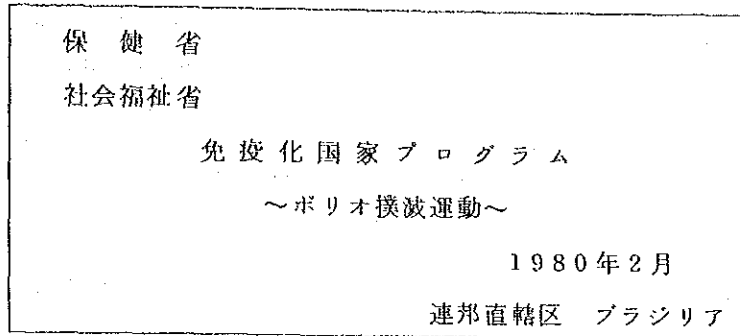 保健省
社会福祉省
免疫化国家プログラム
～ポリオ撲滅運動～
1980年2月
連邦直轄区 ブラジリア